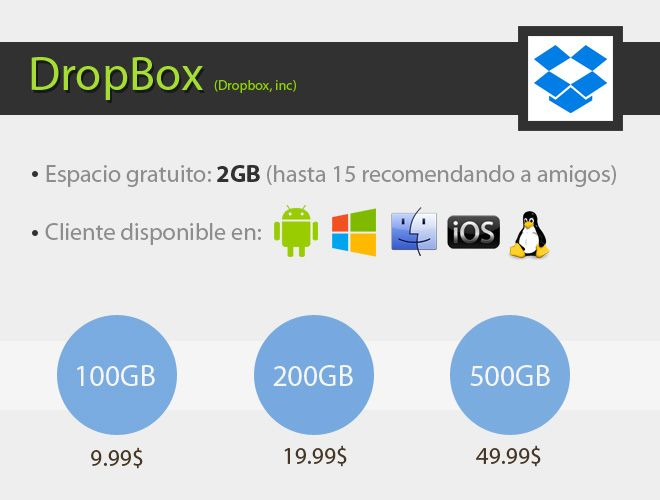 DropBox (Dropbox, inc)
• Espacio gratuito: 2GB (hasta 15 recomendando a amigos)
• Cliente disponible en: iOS
100GB 200GB 500GB
9.99$ 19.99$ 49.99$